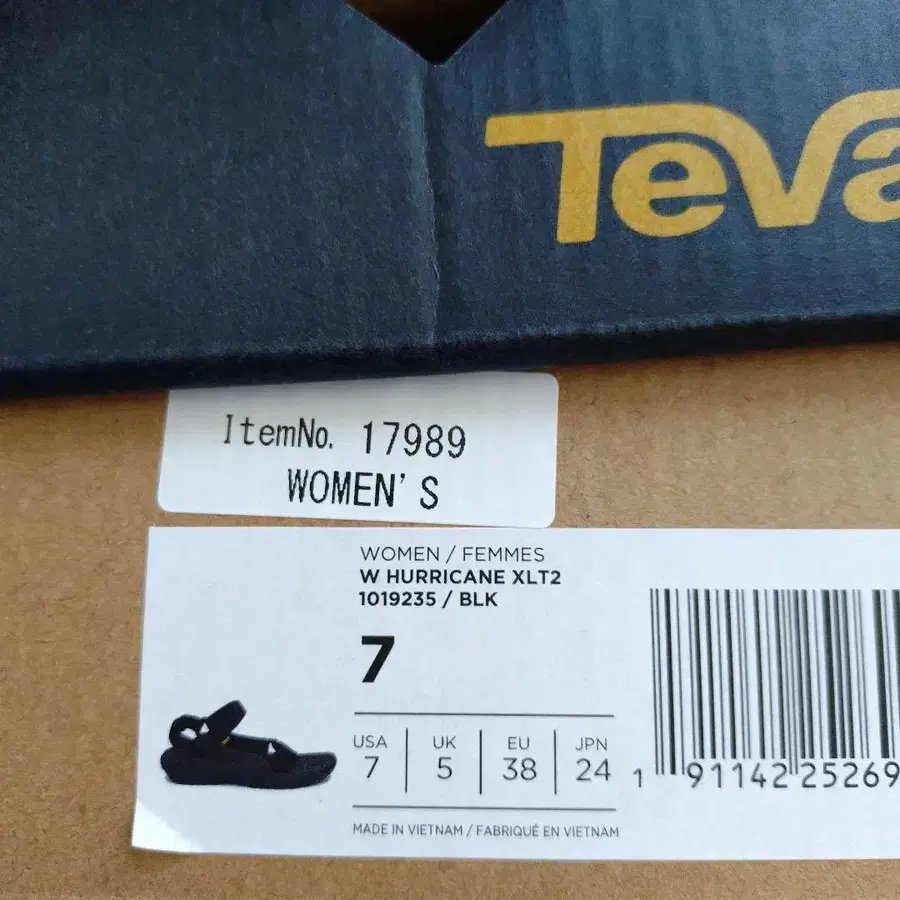 Teva
ItemNo. 17989
WOMEN'S
WOMEN / FEMMES
W HURRICANE XLT2
1019235 / BLK
7
USA UK EU JPN
7 5 38 24
1 91142 25269
MADE IN VIETNAM / FABRIQUÉ EN VIETNAM